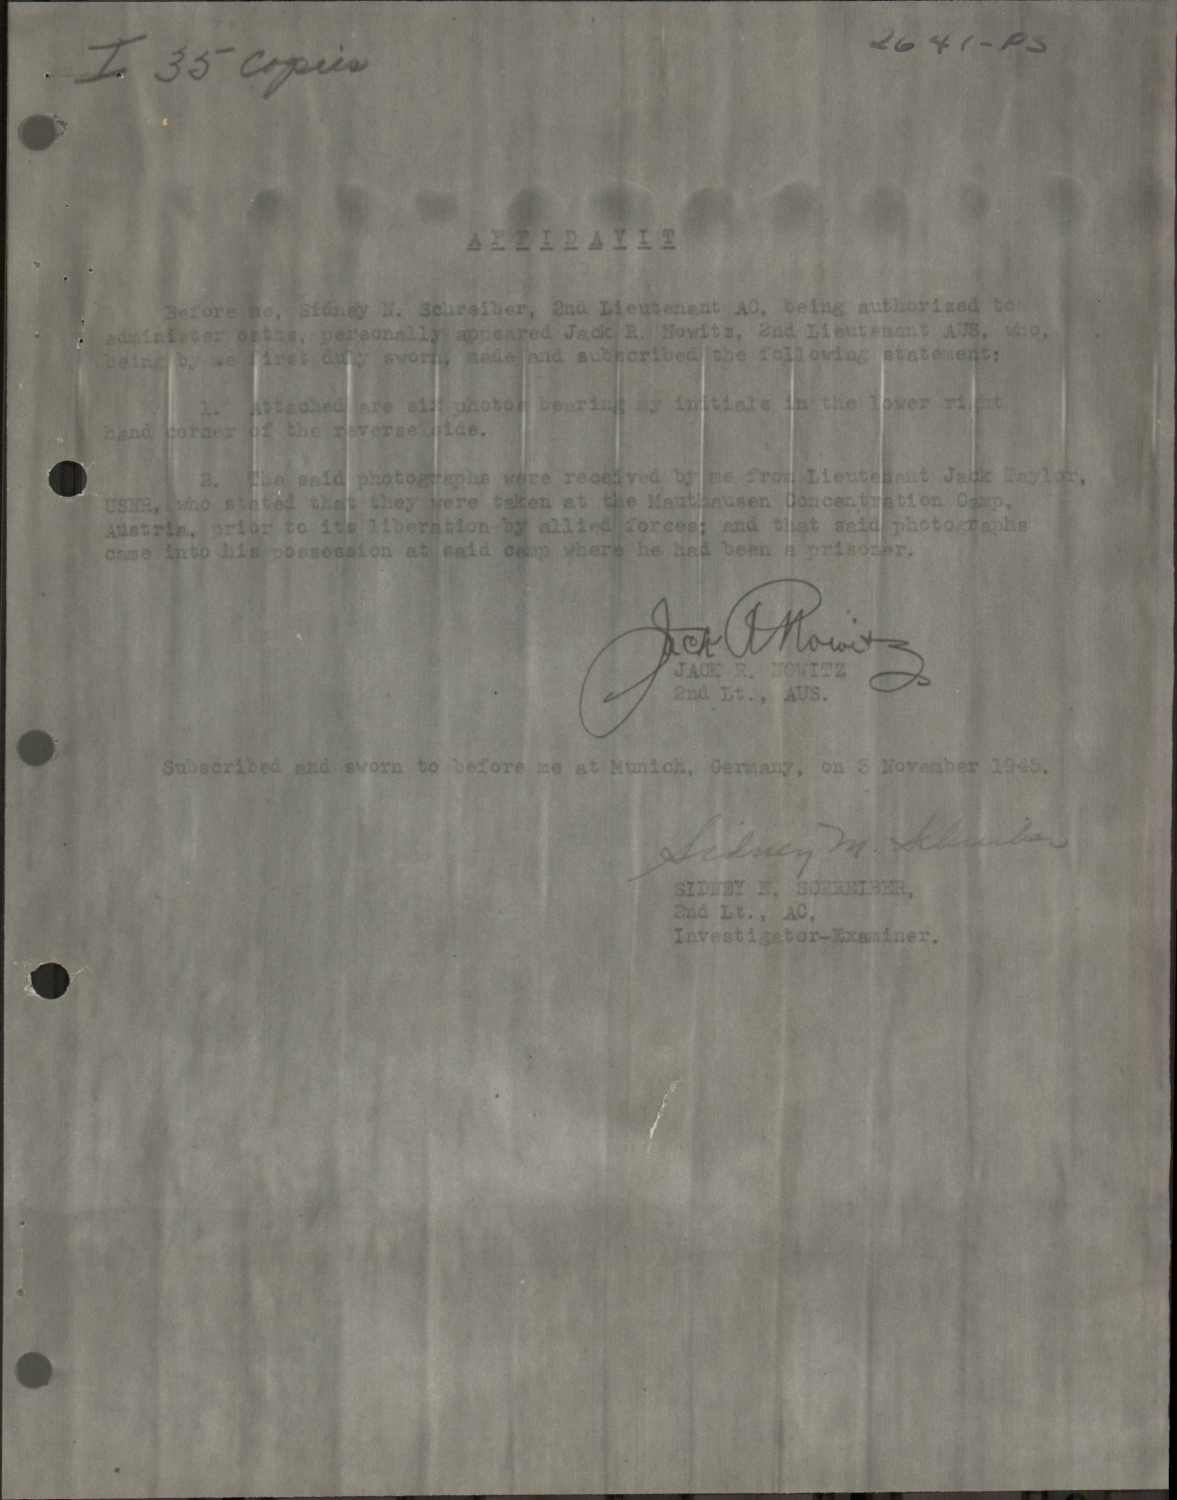 I 35 copies
2641-PS
AFFIDAVIT
Before me, Sidney N. Schreiber, 2nd Lieutenant AC, being authorized to
administer oaths, personally appeared Jack R. Nowitz, 2nd Lieutenant AUS, who,
being by me first duly sworn, made and subscribed the following statement:
1. Attached are six photos bearing my initials in the lower right
hand corner of the reverse side.
2. The said photographs were received by me from Lieutenant Jack Taylor,
USNR, who stated that they were taken at the Mauthausen Concentration Camp,
Austria, prior to its liberation by allied forces; and that said photographs
came into his possession at said camp where he had been a prisoner.
Jack R Nowitz
JACK R. NOWITZ
2nd Lt., AUS.
Subscribed and sworn to before me at Munich, Germany, on November 1945.
Sidney M. Schreiber
SIDNEY SCHREIBER,
2nd Lt., AC,
Investigator-Examiner.